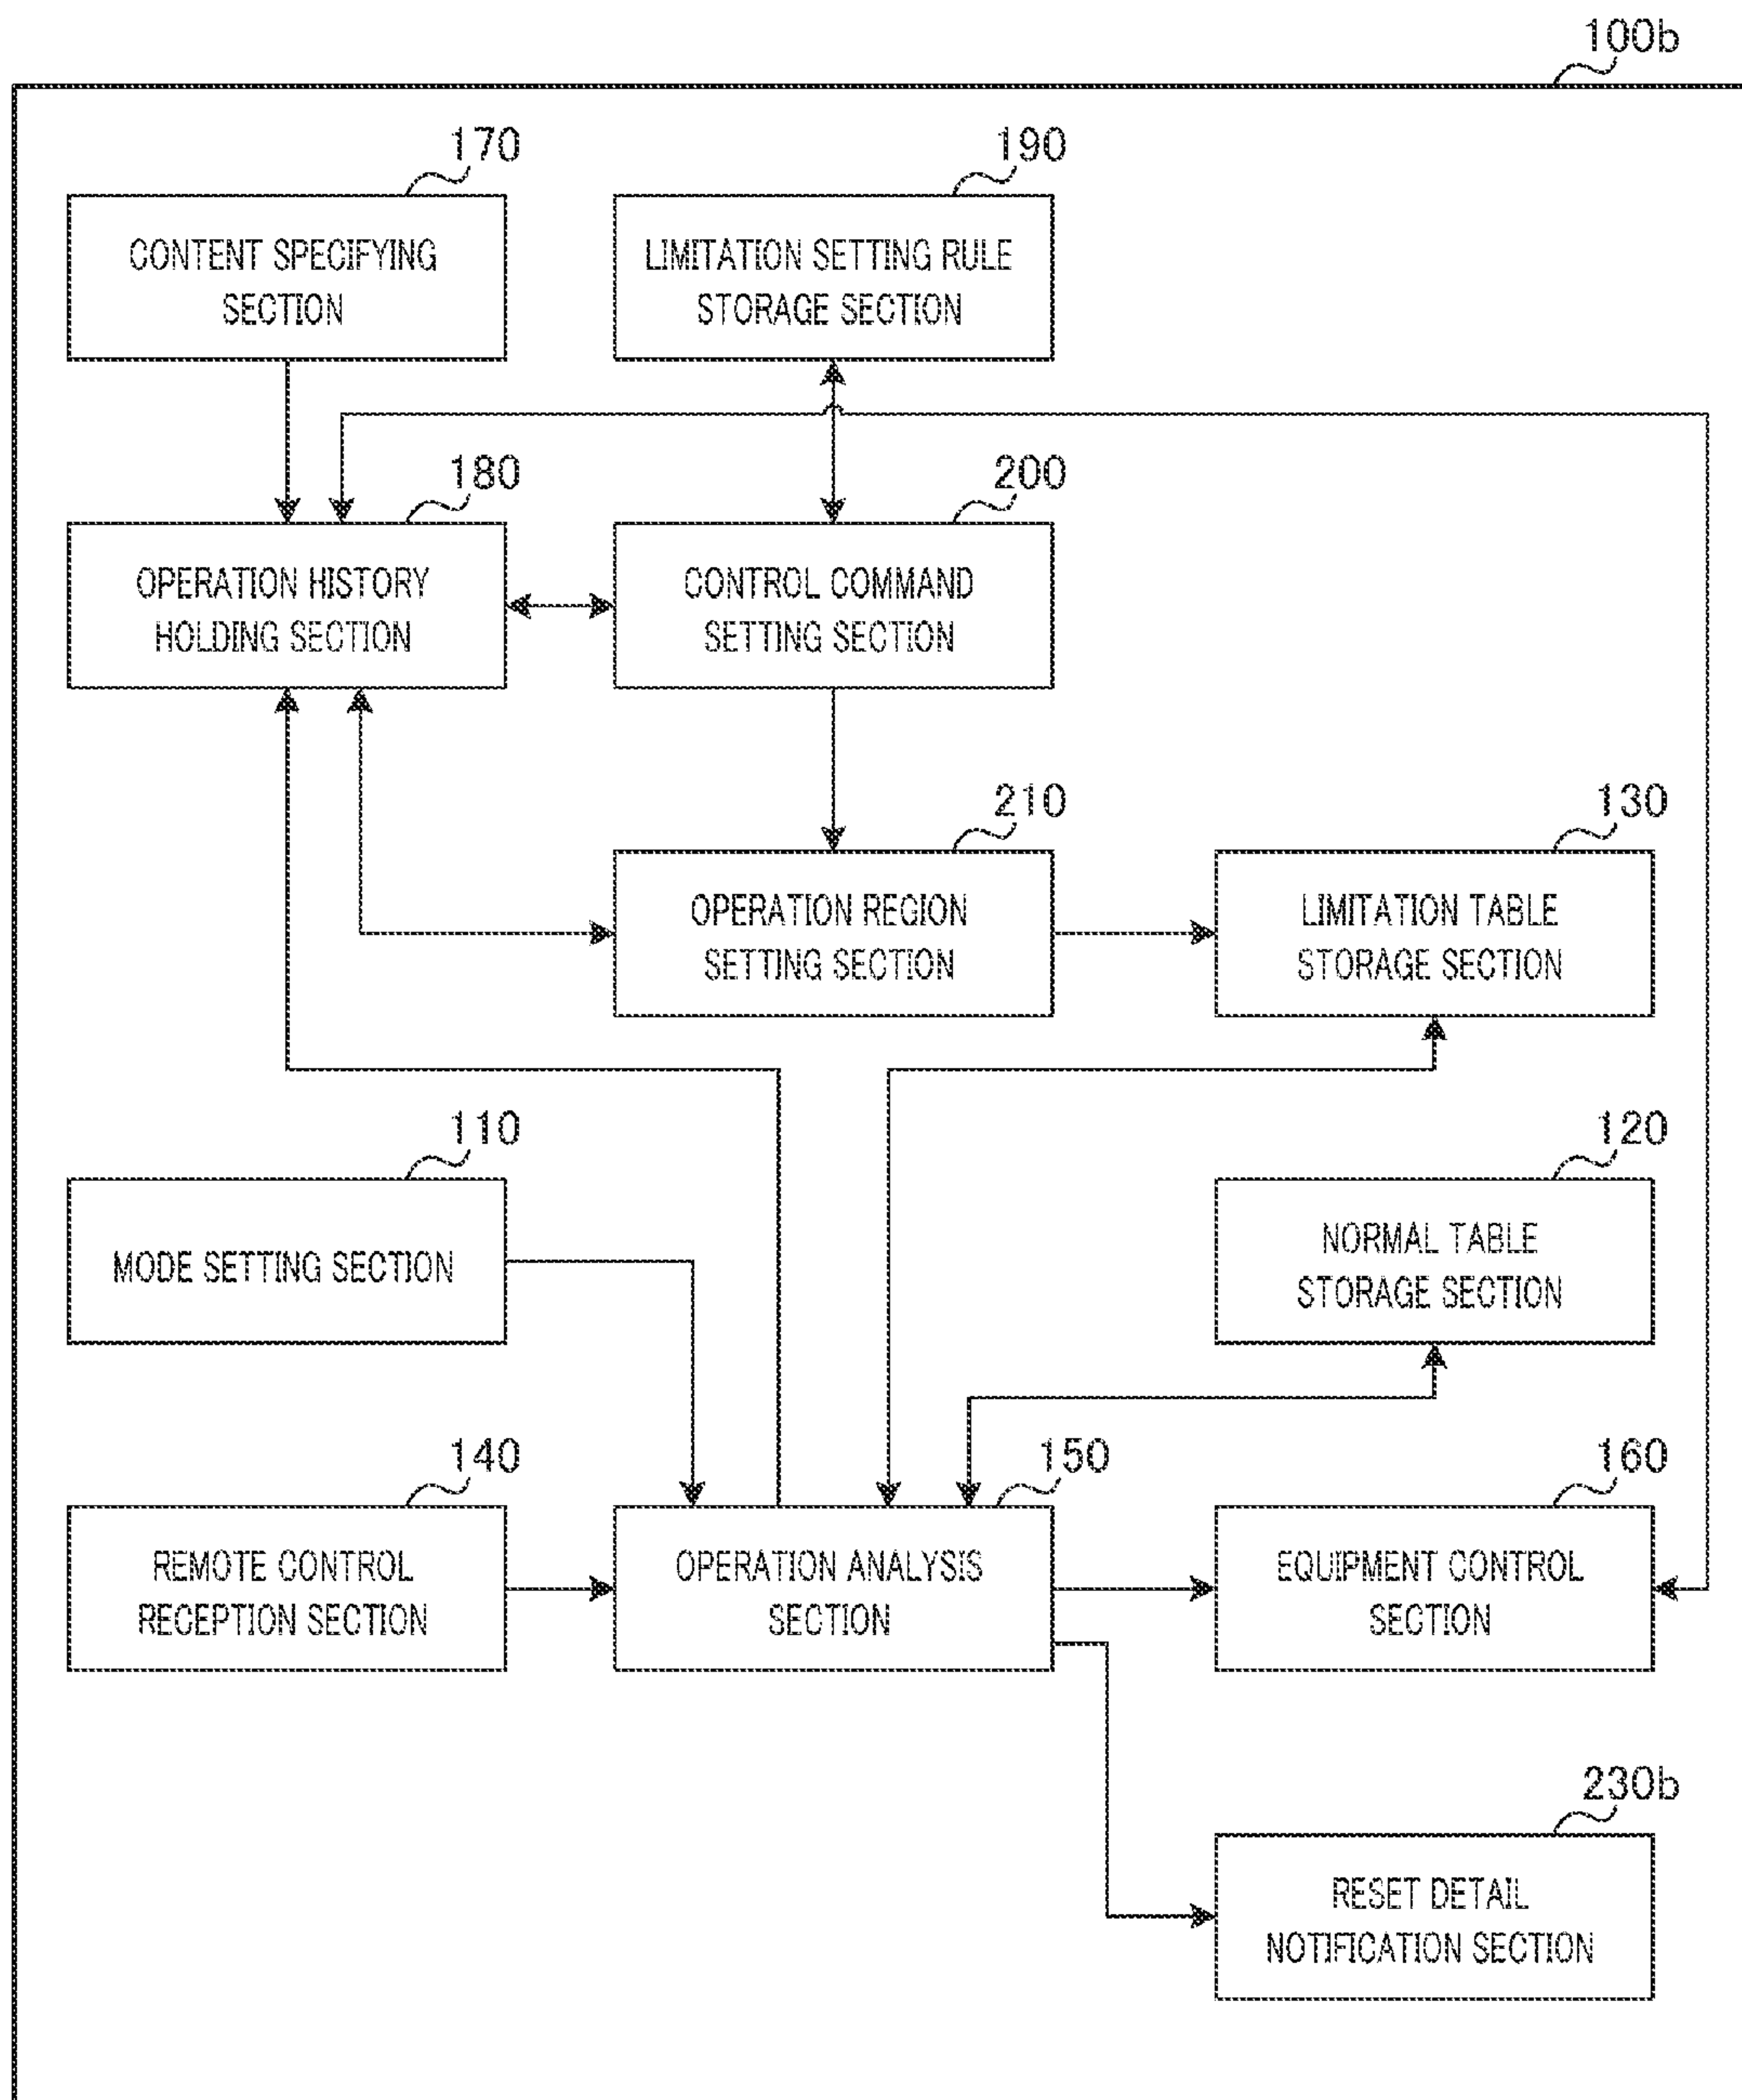 100b
170
CONTENT SPECIFYING
SECTION
190
LIMITATION SETTING RULE
STORAGE SECTION
180
OPERATION HISTORY
HOLDING SECTION
200
CONTROL COMMAND
SETTING SECTION
210
OPERATION REGION
SETTING SECTION
130
LIMITATION TABLE
STORAGE SECTION
110
MODE SETTING SECTION
120
NORMAL TABLE
STORAGE SECTION
140
REMOTE CONTROL
RECEPTION SECTION
150
OPERATION ANALYSIS
SECTION
160
EQUIPMENT CONTROL
SECTION
230b
RESET DETAIL
NOTIFICATION SECTION